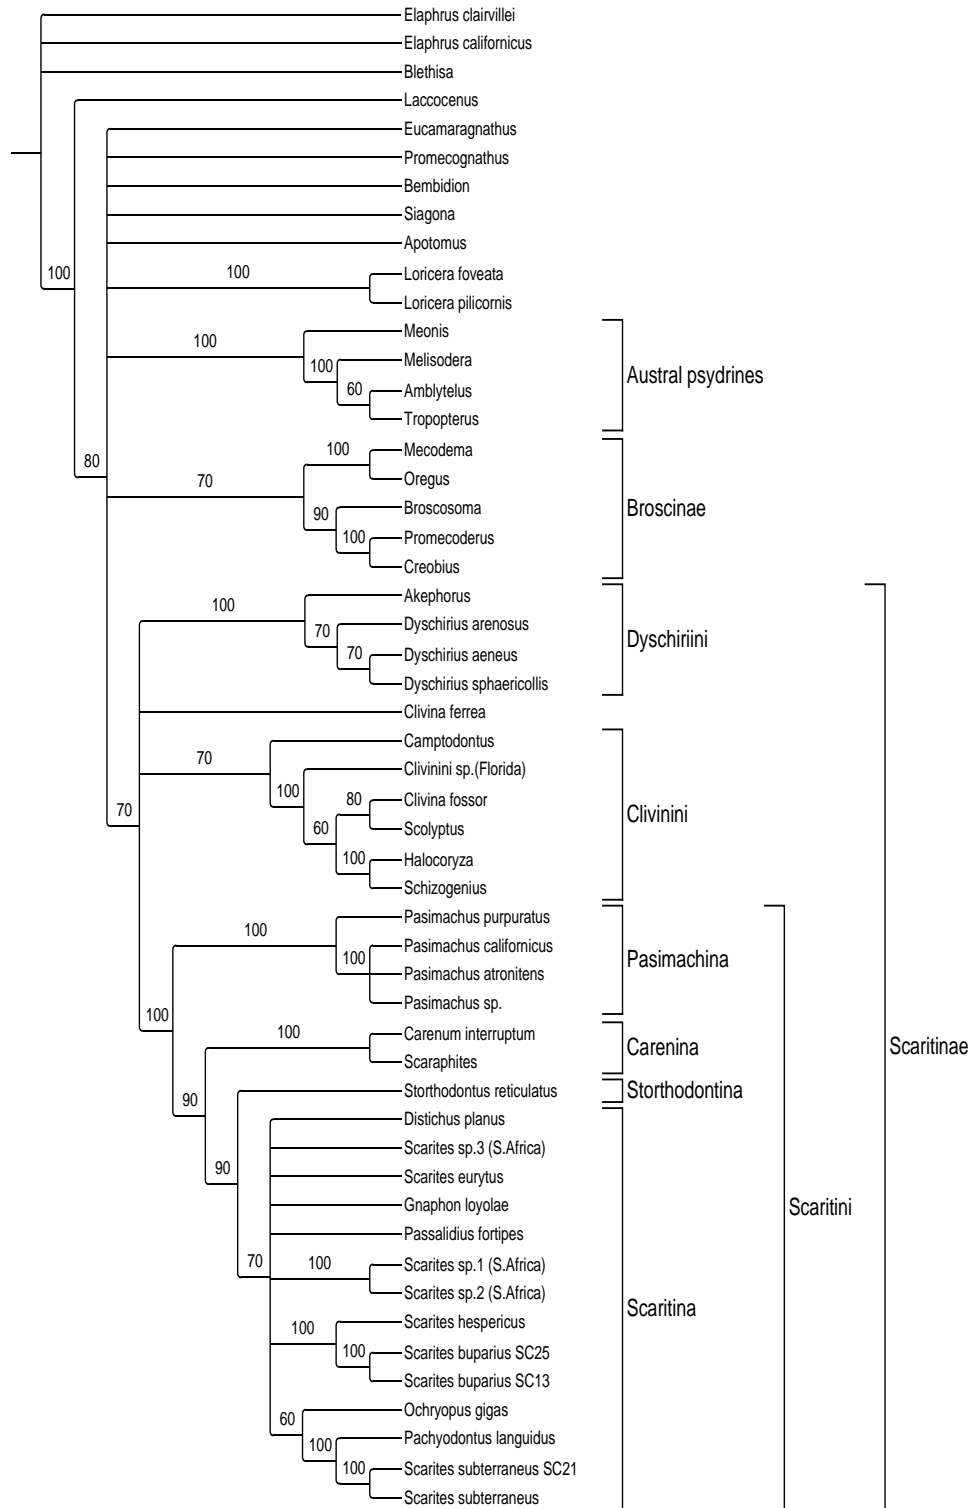 Elaphrus clairvillei
Elaphrus californicus
Blethisa
Laccocenus
Eucamaragnathus
Promecognathus
Bembidion
Siagona
Apotomus
100
100
Loricera foveata
Loricera pilicornis
100
Meonis
100
Melisodera
60
Amblytelus
Tropopterus
Austral psydrines
80
70
100
Mecodema
Oregus
90
Broscosoma
100
Promecoderus
Creobius
Broscinae
100
Akephorus
70
Dyschirius arenosus
70
Dyschirius aeneus
Dyschirius sphaericollis
Dyschiriini
Clivina ferrea
70
70
Camptodontus
100
Clivinini sp.(Florida)
60
80
Clivina fossor
Scolyptus
100
Halocoryza
Schizogenius
Clivinini
100
100
Pasimachus purpuratus
100
Pasimachus californicus
Pasimachus atronitens
Pasimachus sp.
Pasimachina
90
100
Carenum interruptum
Scaraphites
Carenina
Scaritinae
90
Storthodontus reticulatus
Storthodontina
70
Distichus planus
Scarites sp.3 (S.Africa)
Scarites eurytus
Gnaphon loyolae
Passalidius fortipes
Scaritini
100
Scarites sp.1 (S.Africa)
Scarites sp.2 (S.Africa)
Scaritina
100
Scarites hespericus
100
Scarites buparius SC25
Scarites buparius SC13
60
Ochryopus gigas
100
Pachyodontus languidus
100
Scarites subterraneus SC21
Scarites subterraneus